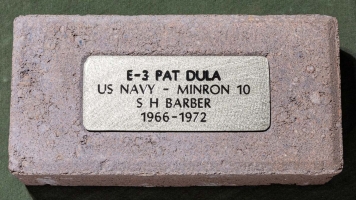 E-3 PAT DULA
US NAVY - MINRON 10
S H BARBER
1966-1972